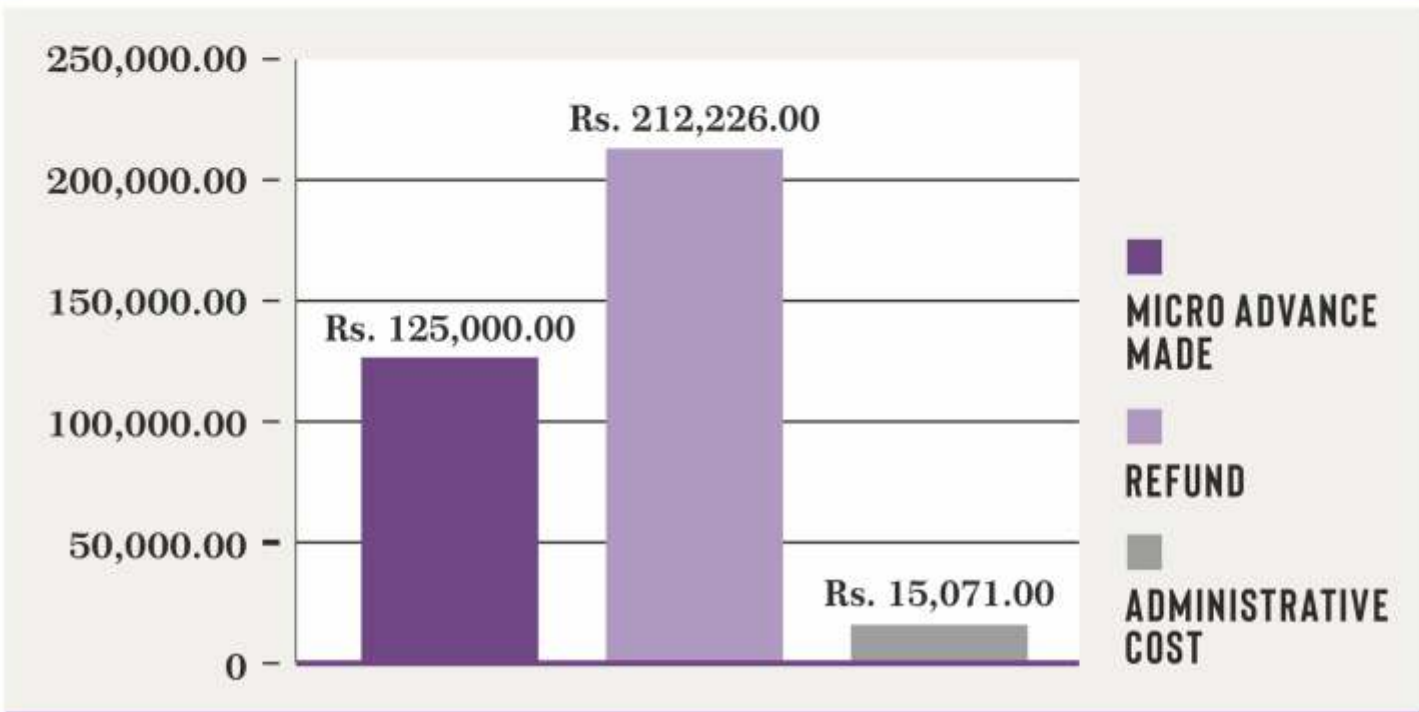 250,000.00
Rs. 212,226.00
200,000.00
150,000.00
Rs. 125,000.00
100,000.00
50,000.00
Rs. 15,071.00
0
MICRO ADVANCE
MADE
REFUND
ADMINISTRATIVE
COST